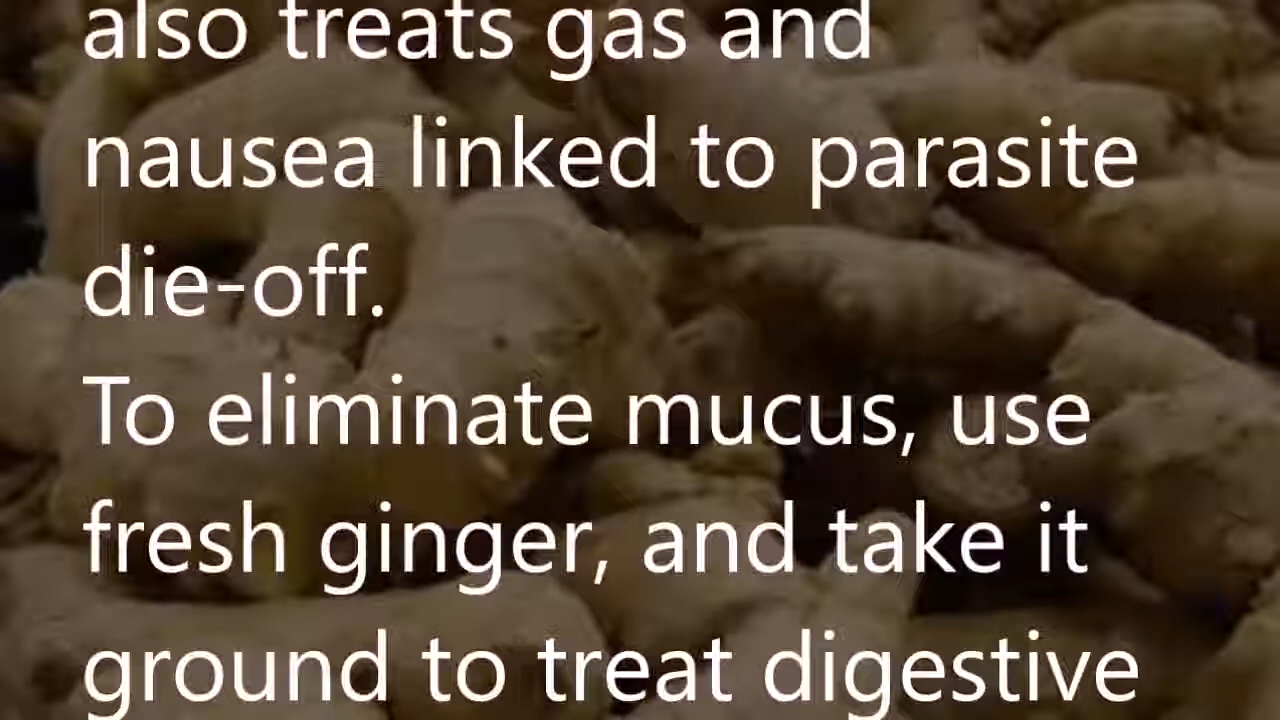 also treats gas and
nausea linked to parasite
die-off.
To eliminate mucus, use
fresh ginger, and take it
ground to treat digestive